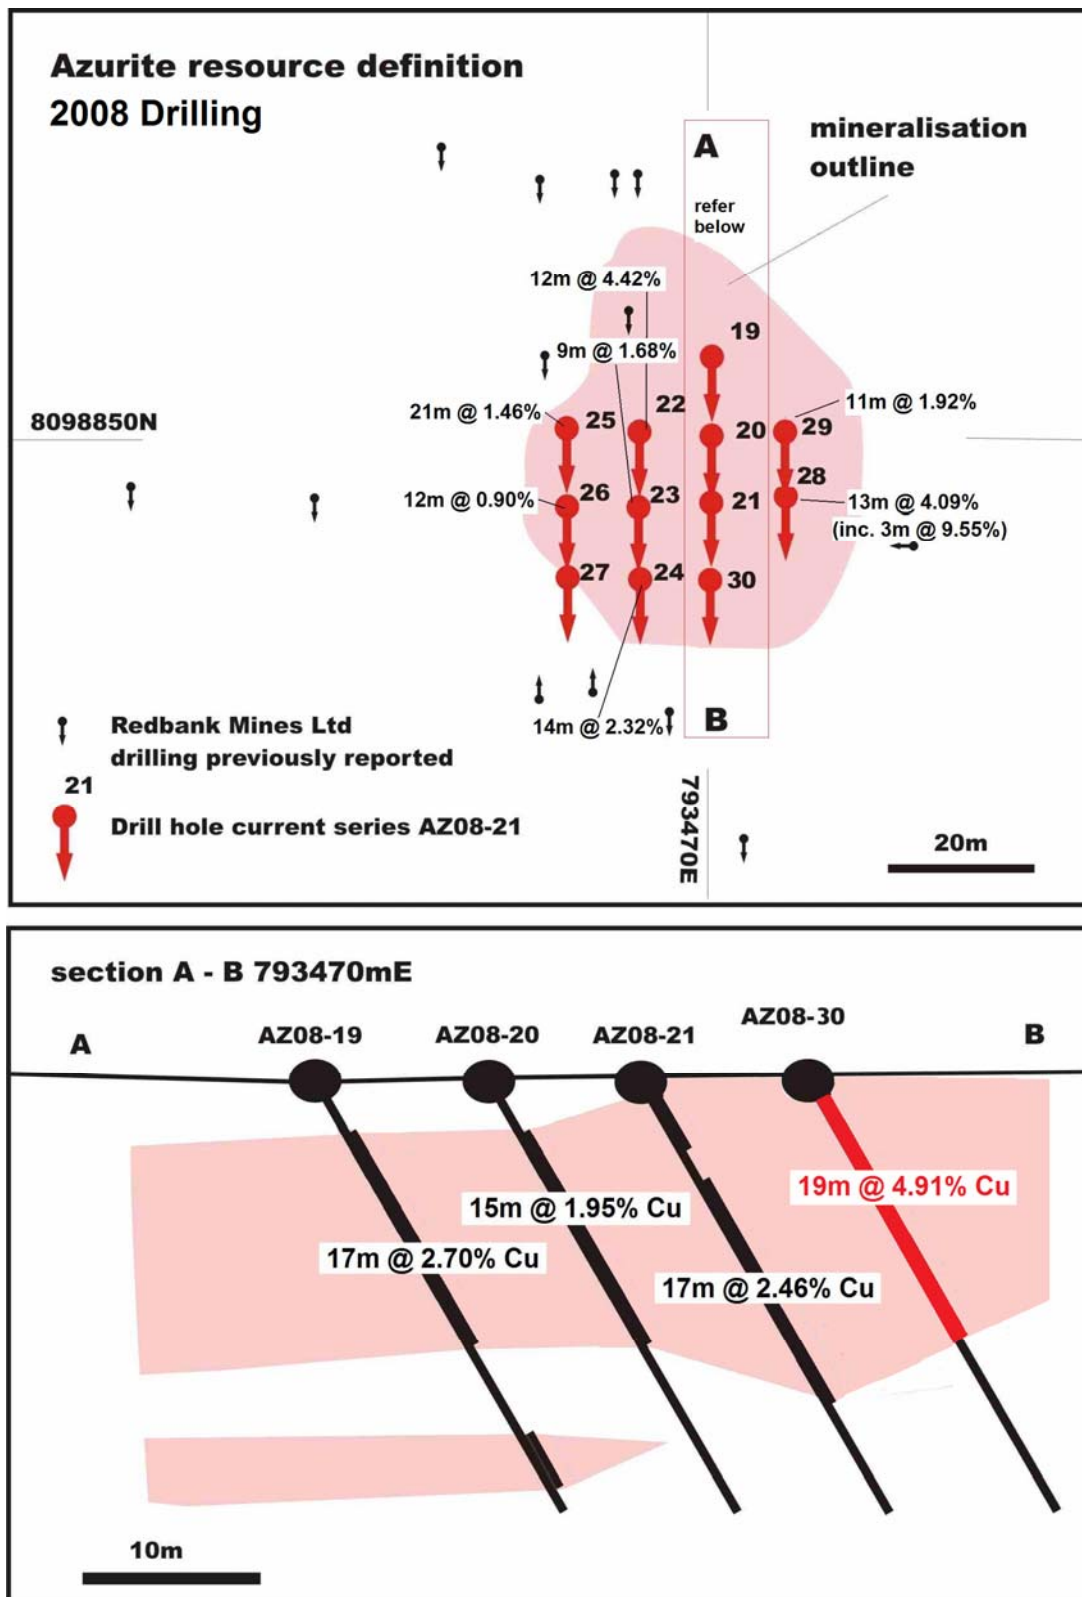 Azurite resource definition
2008 Drilling
A
mineralisation
outline
refer
below
12m @ 4.42%
19
9m @ 1.68%
21m @ 1.46%
25
22
20
29
11m @ 1.92%
8098850N
12m @ 0.90%
26
23
21
28
13m @ 4.09%
(inc. 3m @ 9.55%)
27
24
30
14m @ 2.32%
B
Redbank Mines Ltd
drilling previously reported
21
Drill hole current series AZ08-21
793470E
20m
section A - B 793470mE
A
AZ08-19
AZ08-20
AZ08-21
AZ08-30
B
19m @ 4.91% Cu
15m @ 1.95% Cu
17m @ 2.70% Cu
17m @ 2.46% Cu
10m